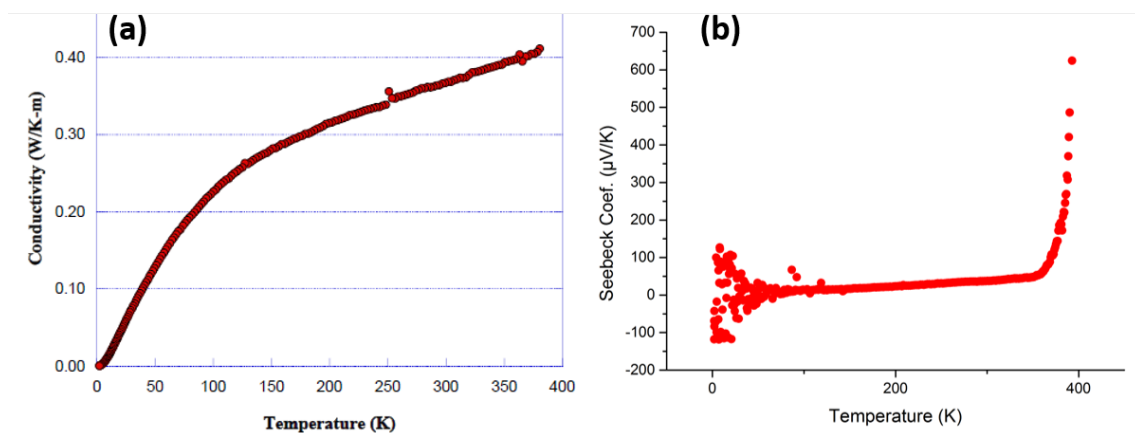 (a)
Conductivity (W/K-m)
0.40
0.30
0.20
0.10
0.00
0 50 100 150 200 250 300 350 400
Temperature (K)
(b)
Seebeck Coef. (µV/K)
700
600
500
400
300
200
100
0
-100
-200
0 200 400
Temperature (K)